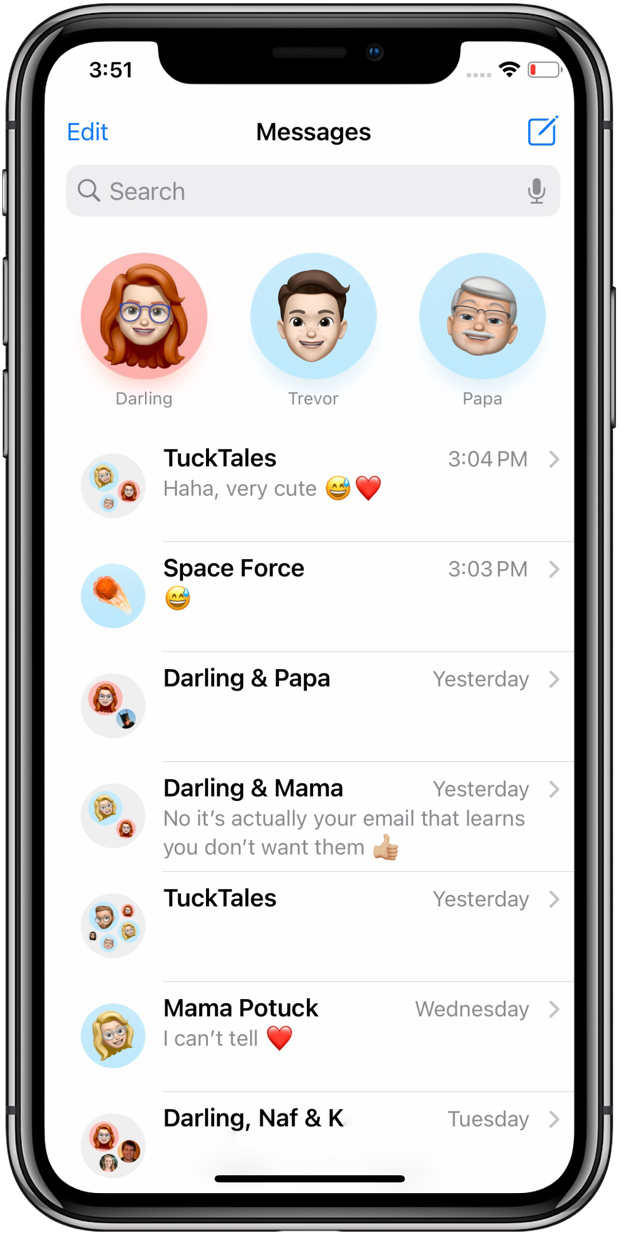 3:51
Edit
Messages
Search
Darling
Trevor
Papa
TuckTales
3:04 PM
Haha, very cute 😅❤️
Space Force
3:03 PM
😅
Darling & Papa
Yesterday
Darling & Mama
Yesterday
No it's actually your email that learns
you don't want them 👍🏼
TuckTales
Yesterday
Mama Potuck
Wednesday
I can't tell ❤️
Darling, Naf & K
Tuesday